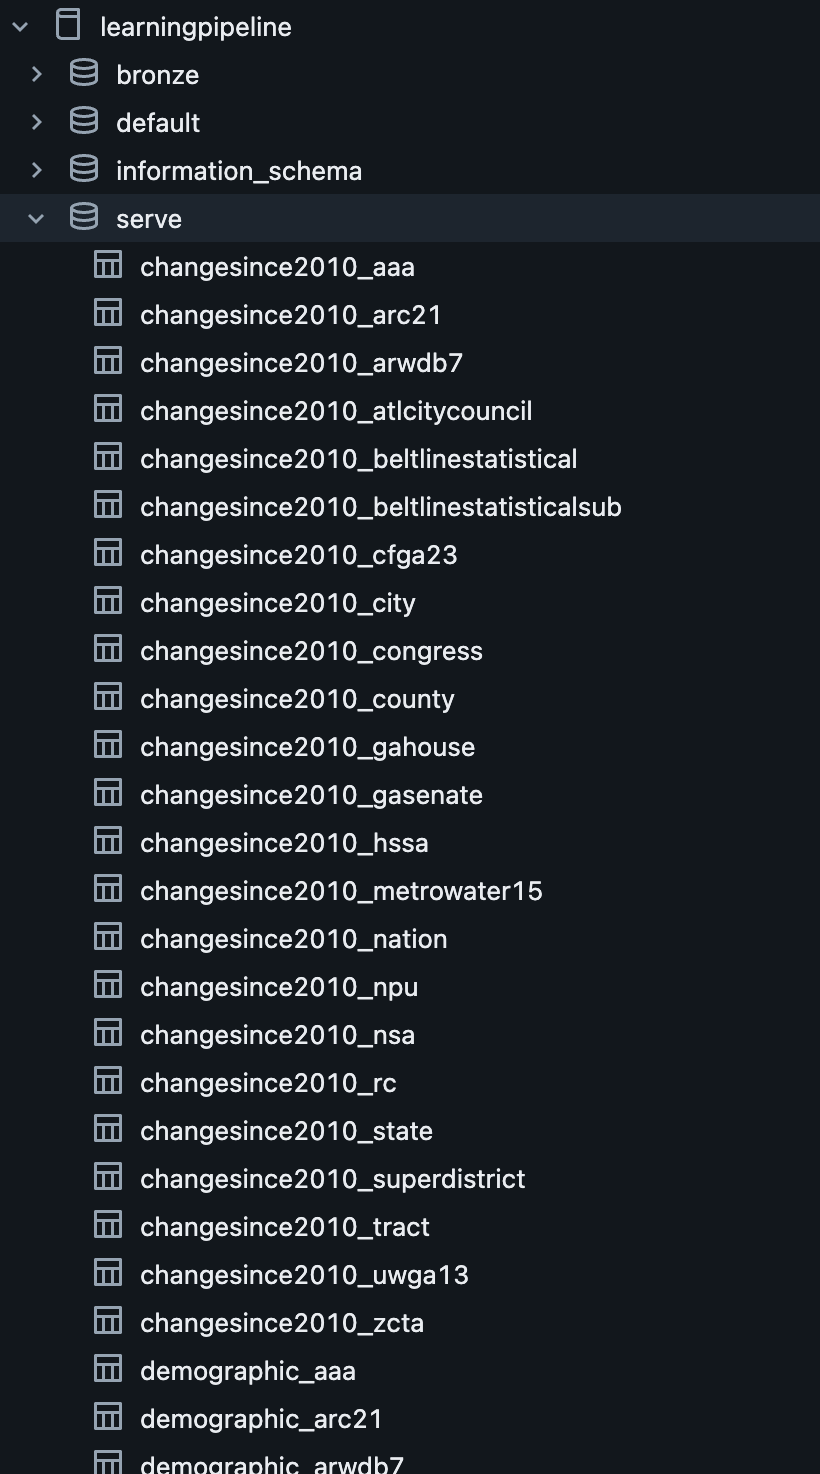 learningpipeline
bronze
default
information_schema
serve
changesince2010_aaa
changesince2010_arc21
changesince2010_arwdb7
changesince2010_atlcitycouncil
changesince2010_beltlinestatistical
changesince2010_beltlinestatisticalsub
changesince2010_cfga23
changesince2010_city
changesince2010_congress
changesince2010_county
changesince2010_gahouse
changesince2010_gasenate
changesince2010_hssa
changesince2010_metrowater15
changesince2010_nation
changesince2010_npu
changesince2010_nsa
changesince2010_rc
changesince2010_state
changesince2010_superdistrict
changesince2010_tract
changesince2010_uwga13
changesince2010_zcta
demographic_aaa
demographic_arc21
demographic_arwdb7